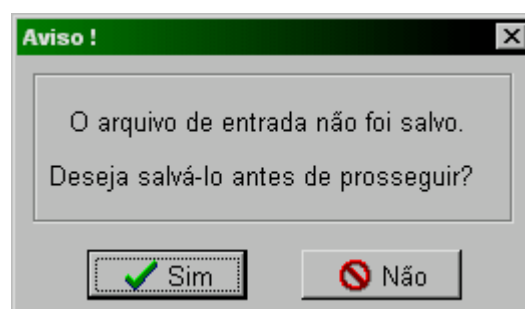 Aviso !
O arquivo de entrada não foi salvo.
Deseja salvá-lo antes de prosseguir?
Sim
Não